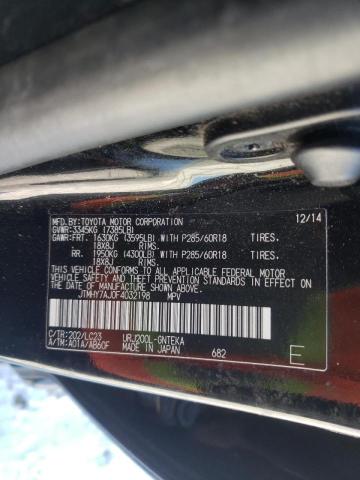 MFD.BY:TOYOTA MOTOR CORPORATION 12/14
GVWR:3345KG (7385LB)
GAWR:FRT. 1630KG (3595LB) WITH P285/60R18 TIRES,
18X8J RIMS,
RR. 1950KG (4300LB) WITH P285/60R18 TIRES,
18X8J RIMS,
THIS VEHICLE CONFORMS TO ALL APPLICABLE FEDERAL MOTOR
VEHICLE SAFETY AND BUMPER STANDARDS IN EFFECT ON
THE DATE OF MANUFACTURE SHOWN ABOVE.
JTMHY7AJ0F4032198 MPV
C/TR:202/LC23 URJ200L-GNTEKA
A/TM:A01A/AB60F MADE IN JAPAN 682 E